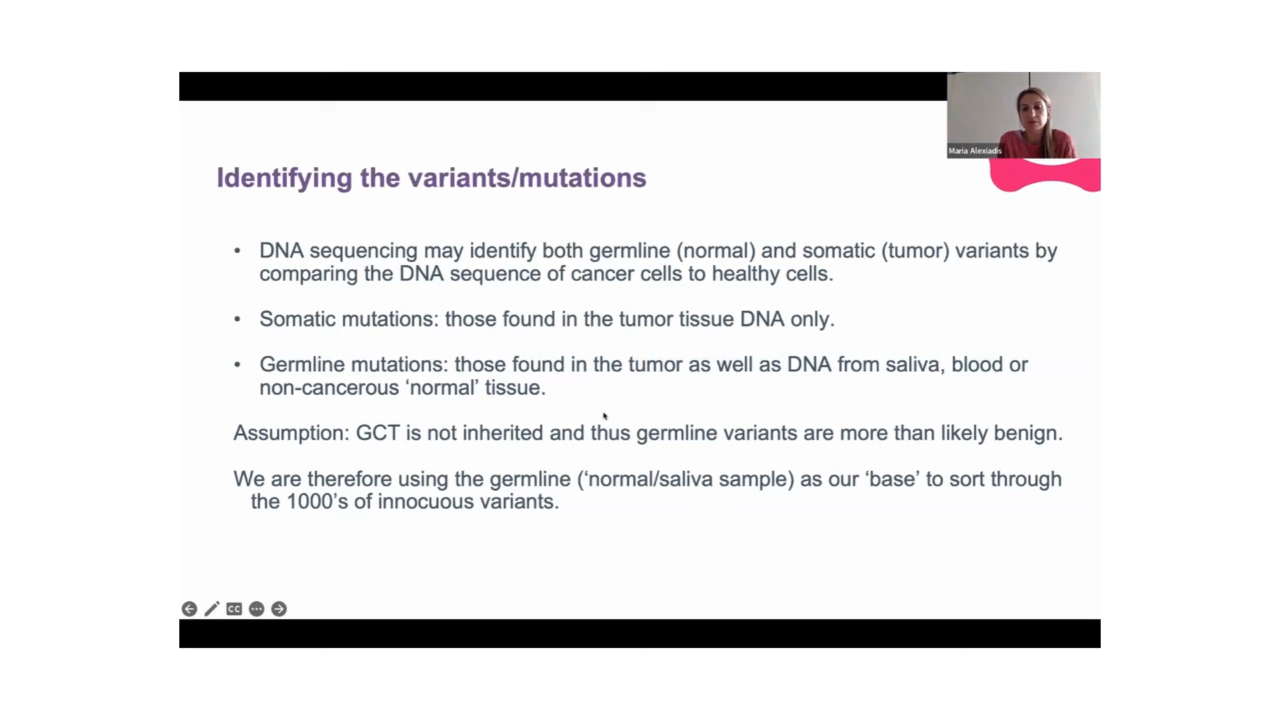 Maria Alexiadis
Identifying the variants/mutations
• DNA sequencing may identify both germline (normal) and somatic (tumor) variants by
comparing the DNA sequence of cancer cells to healthy cells.
• Somatic mutations: those found in the tumor tissue DNA only.
• Germline mutations: those found in the tumor as well as DNA from saliva, blood or
non-cancerous ‘normal’ tissue.
Assumption: GCT is not inherited and thus germline variants are more than likely benign.
We are therefore using the germline (‘normal/saliva sample) as our ‘base’ to sort through
the 1000’s of innocuous variants.
CC